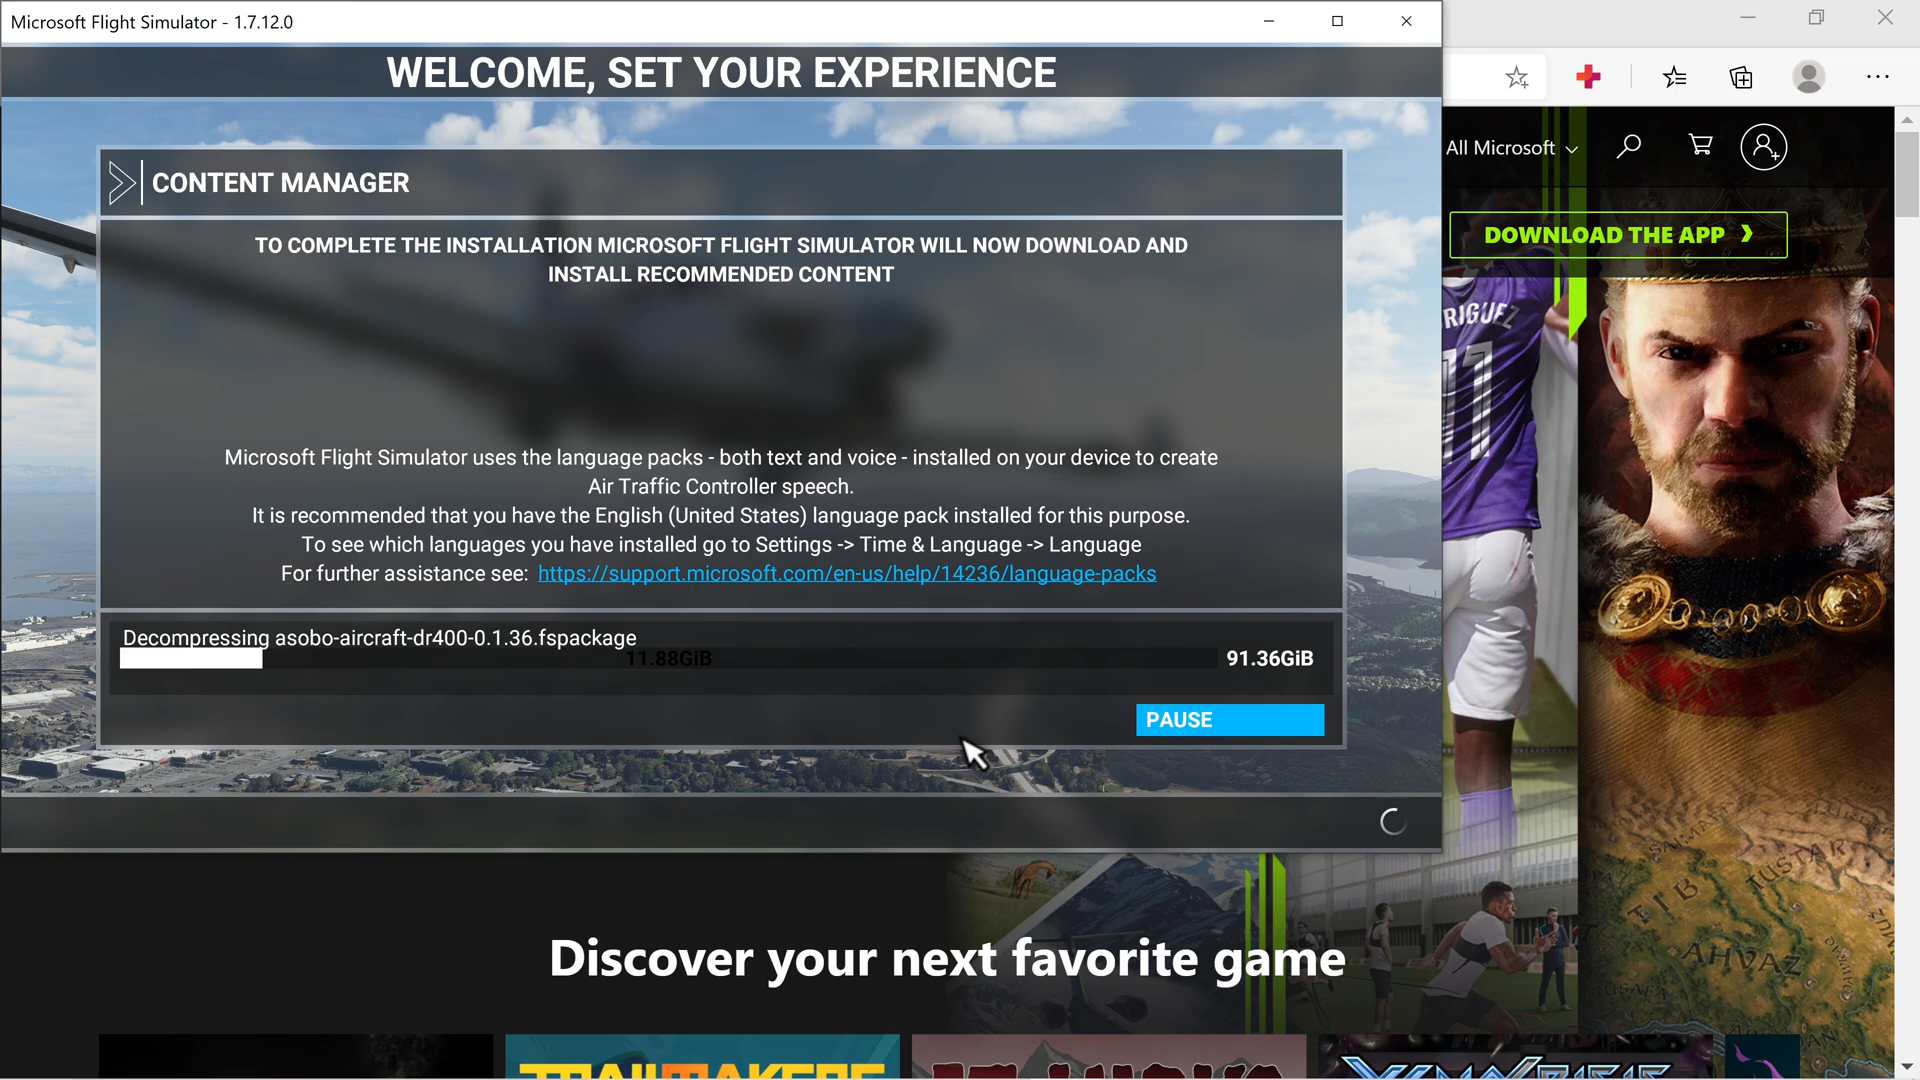 Microsoft Flight Simulator - 1.7.12.0
WELCOME, SET YOUR EXPERIENCE
CONTENT MANAGER
TO COMPLETE THE INSTALLATION MICROSOFT FLIGHT SIMULATOR WILL NOW DOWNLOAD AND
INSTALL RECOMMENDED CONTENT
Microsoft Flight Simulator uses the language packs - both text and voice - installed on your device to create
Air Traffic Controller speech.
It is recommended that you have the English (United States) language pack installed for this purpose.
To see which languages you have installed go to Settings -> Time & Language -> Language
For further assistance see: https://support.microsoft.com/en-us/help/14236/language-packs
Decompressing asobo-aircraft-dr400-0.1.36.fspackage
11.88GiB
91.36GiB
PAUSE
All Microsoft
DOWNLOAD THE APP
RIGUEZ
11
TIB
TUSTAR
AHVAZ
Discover your next favorite game
TRAILMAKERS